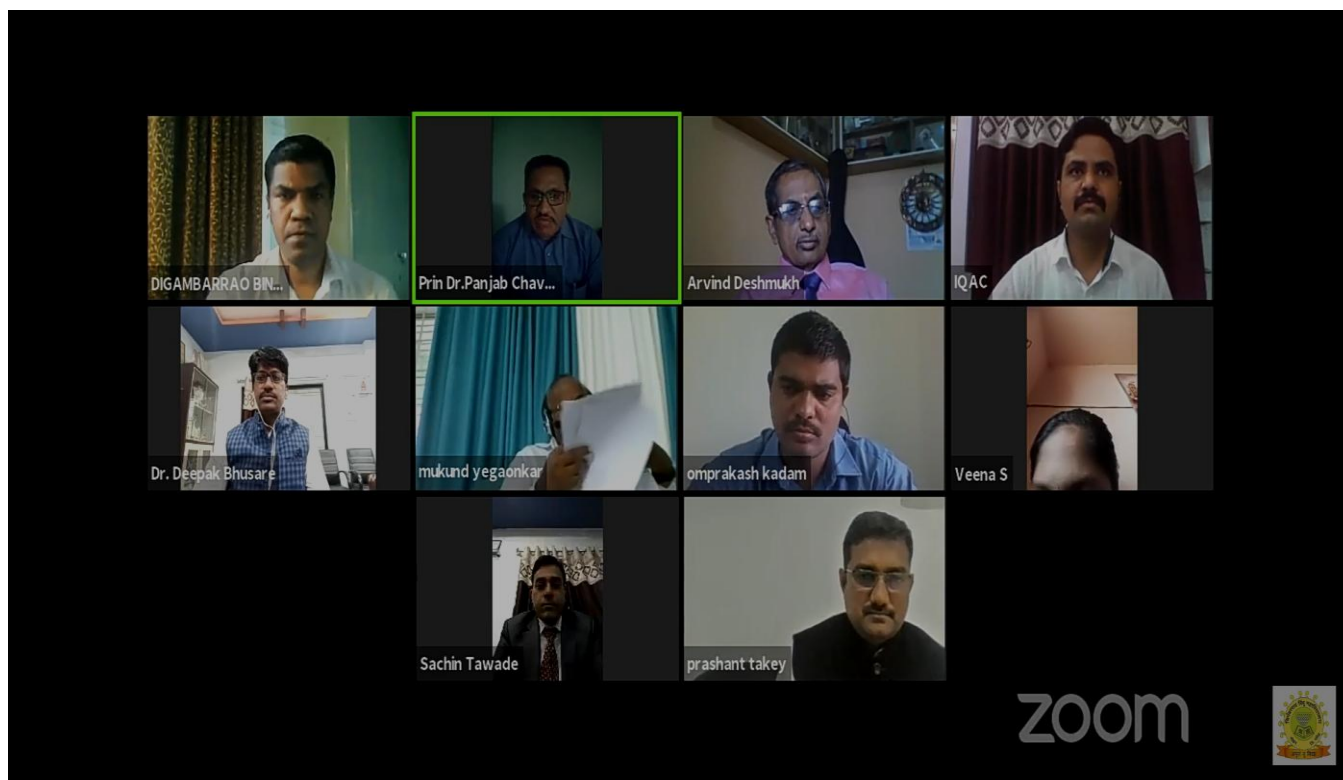 DIGAMBARRAO BIN...
Prin Dr.Panjab Chav...
Arvind Deshmukh
IQAC
Dr. Deepak Bhusare
mukund yegaonkar
omprakash kadam
Veena S
Sachin Tawade
prashant takey
zoom